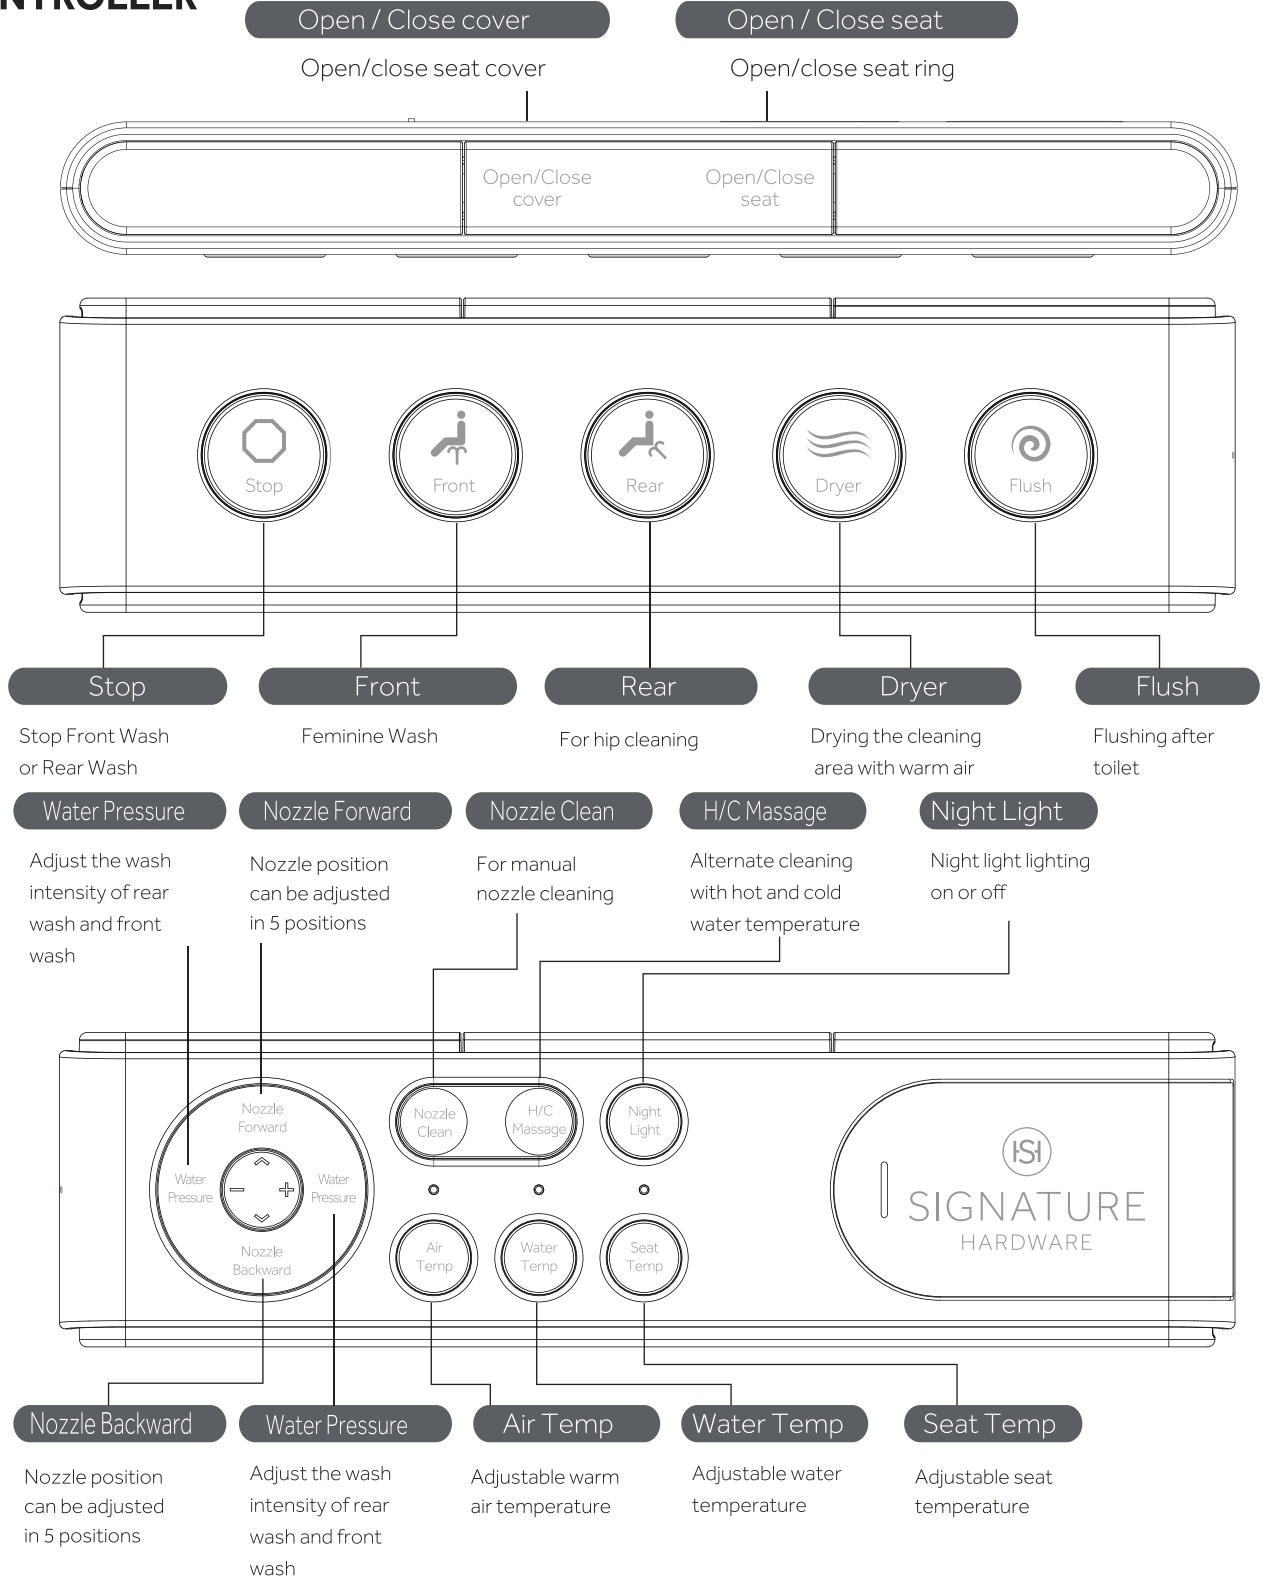 Open / Close cover
Open / Close seat
Open/close seat cover
Open/close seat ring
Open/Close
cover
Open/Close
seat
Stop
Front
Rear
Dryer
Flush
Stop
Front
Rear
Dryer
Flush
Stop Front Wash
or Rear Wash
Feminine Wash
For hip cleaning
Drying the cleaning
area with warm air
Flushing after
toilet
Water Pressure
Nozzle Forward
Nozzle Clean
H/C Massage
Night Light
Adjust the wash
intensity of rear
wash and front
wash
Nozzle position
can be adjusted
in 5 positions
For manual
nozzle cleaning
Alternate cleaning
with hot and cold
water temperature
Night light lighting
on or off
Nozzle
Forward
Water
Pressure
Water
Pressure
Nozzle
Backward
Nozzle
Clean
H/C
Massage
Night
Light
Air
Temp
Water
Temp
Seat
Temp
SIGNATURE
HARDWARE
Nozzle Backward
Water Pressure
Air Temp
Water Temp
Seat Temp
Nozzle position
can be adjusted
in 5 positions
Adjust the wash
intensity of rear
wash and front
wash
Adjustable warm
air temperature
Adjustable water
temperature
Adjustable seat
temperature